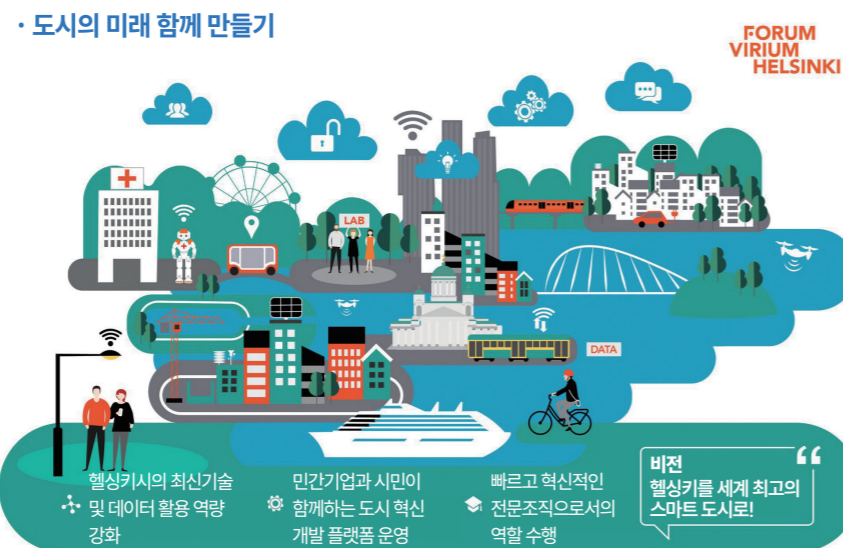 · 도시의 미래 함께 만들기
FORUM
VIRIUM
HELSINKI
LAB
DATA
헬싱키시의 최신기술
및 데이터 활용 역량
강화
민간기업과 시민이
함께하는 도시 혁신
개발 플랫폼 운영
빠르고 혁신적인
전문조직으로서의
역할 수행
비전
헬싱키를 세계 최고의
스마트 도시로!
“